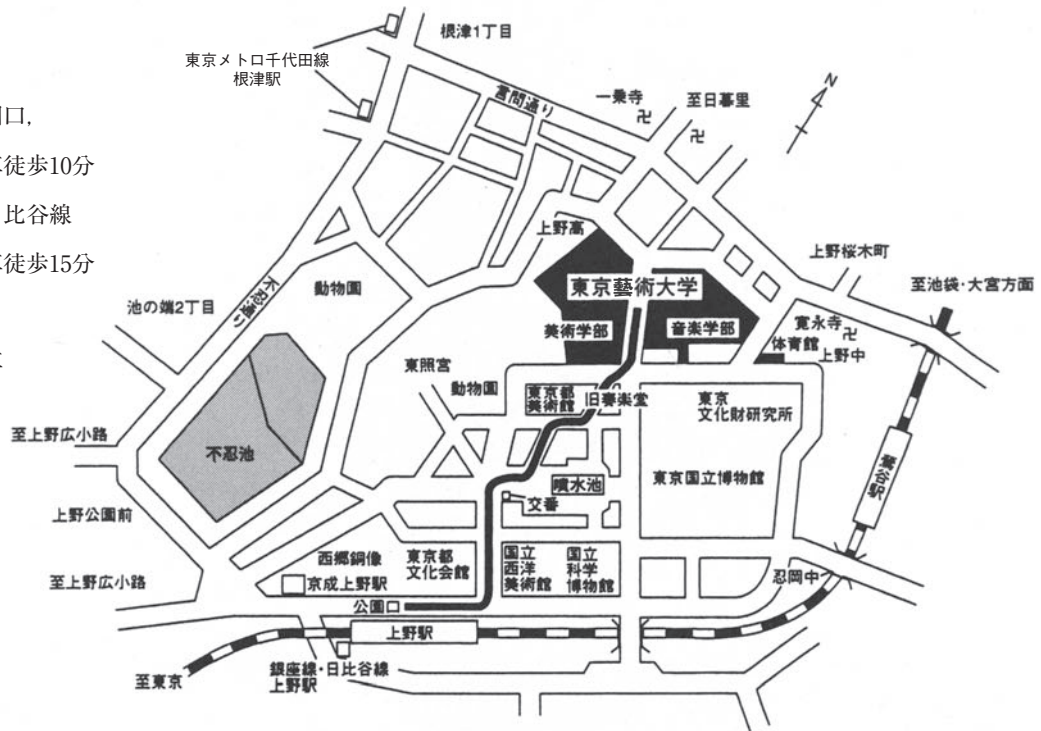 根津1丁目
東京メトロ千代田線
根津駅
言問通り
一乗寺
至日暮里
N
口,
徒歩10分
比谷線
徒歩15分
上野高
上野桜木町
東京藝術大学
至池袋・大宮方面
動物園
不忍通り
池の端2丁目
美術学部
音楽学部
寛永寺
体育館
上野中
東照宮
動物園
東京都
美術館
旧奏楽堂
東京
文化財研究所
至上野広小路
不忍池
噴水池
東京国立博物館
鶯谷駅
交番
上野公園前
西郷銅像
東京都
文化会館
国立
西洋
美術館
国立
科学
博物館
忍岡中
至上野広小路
京成上野駅
公園口
上野駅
銀座線・日比谷線
上野駅
至東京